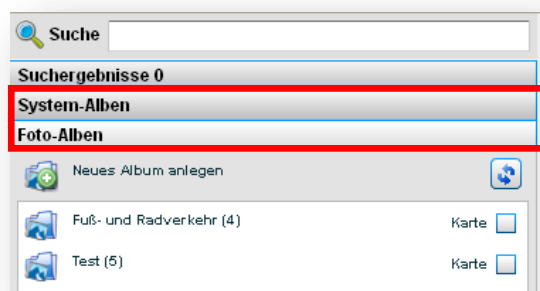 Suche
Suchergebnisse 0
System-Alben
Foto-Alben
Neues Album anlegen
Fuß- und Radverkehr (4) Karte
Test (5) Karte